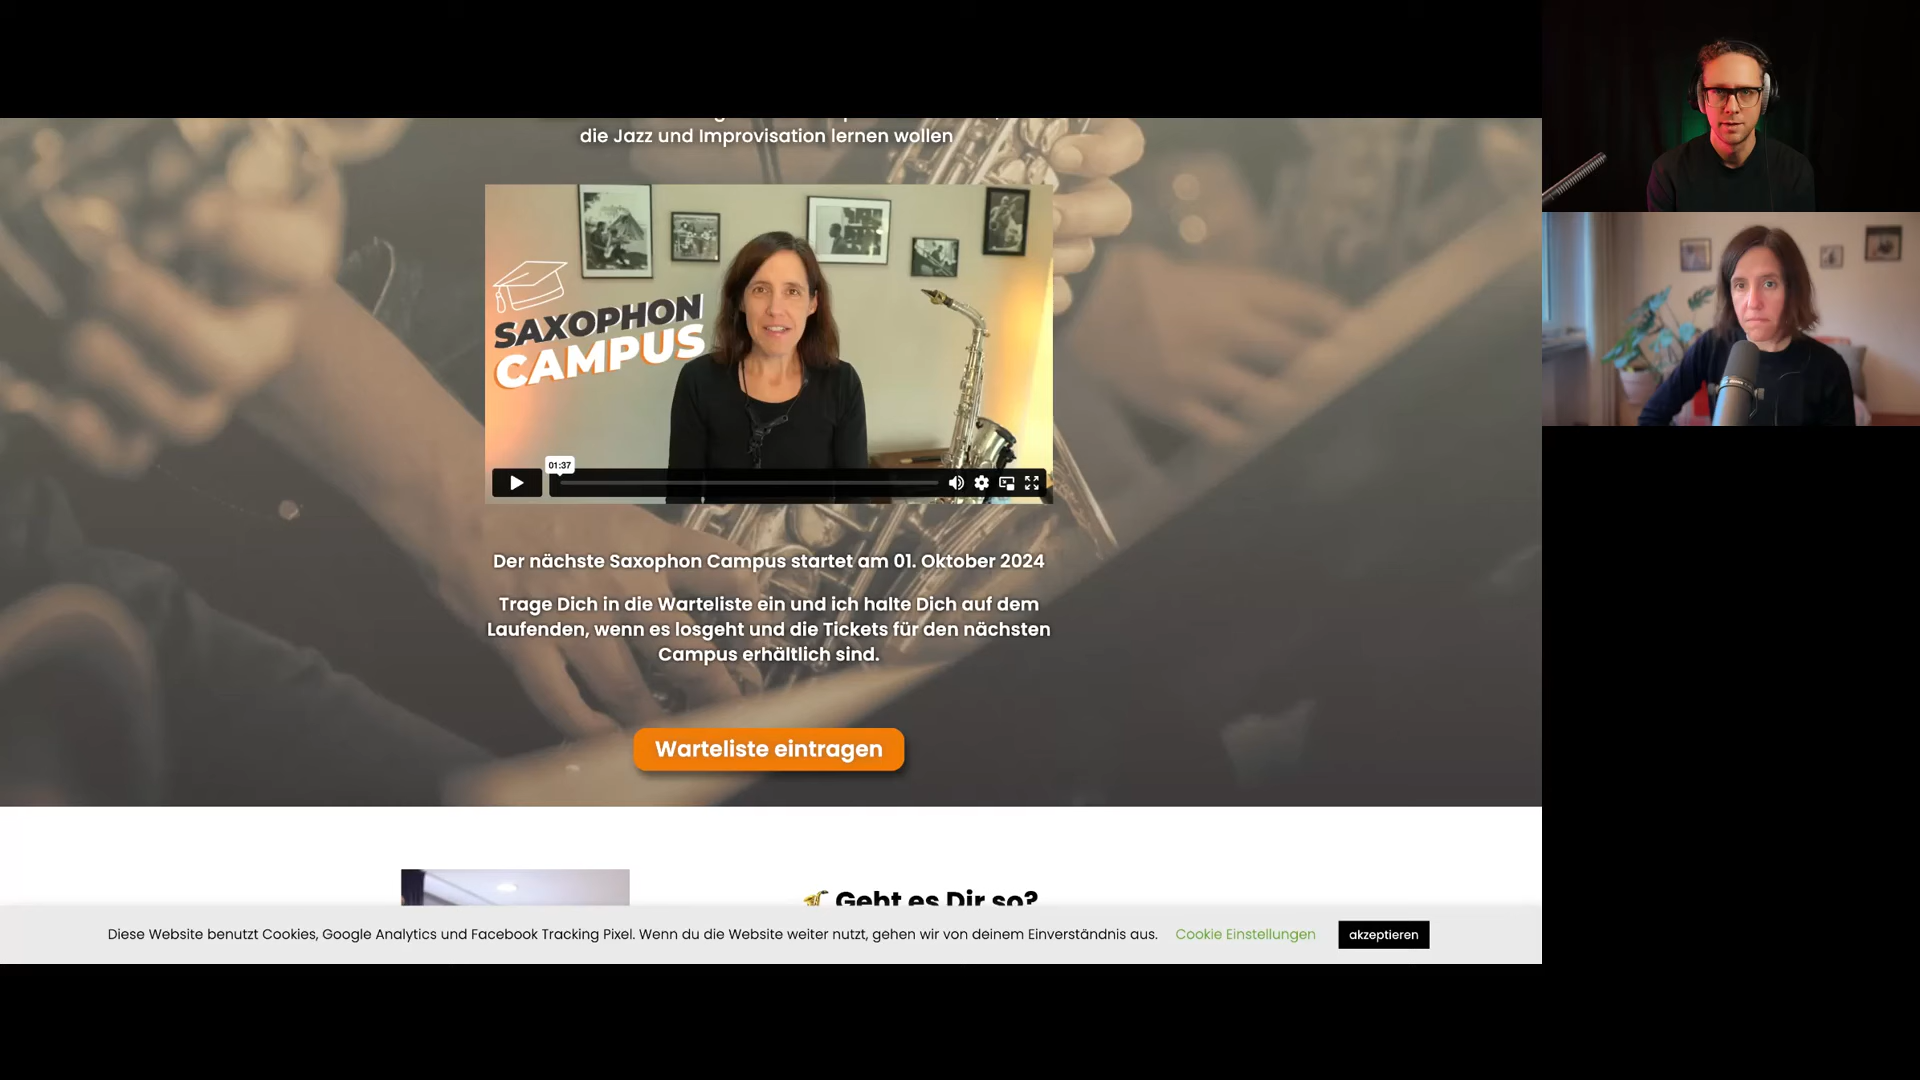 die Jazz und Improvisation lernen wollen
SAXOPHON
CAMPUS
01:37
Der nächste Saxophon Campus startet am 01. Oktober 2024
Trage Dich in die Warteliste ein und ich halte Dich auf dem
Laufenden, wenn es losgeht und die Tickets für den nächsten
Campus erhältlich sind.
Warteliste eintragen
Geht es Dir so?
Diese Website benutzt Cookies, Google Analytics und Facebook Tracking Pixel. Wenn du die Website weiter nutzt, gehen wir von deinem Einverständnis aus. Cookie Einstellungen akzeptieren